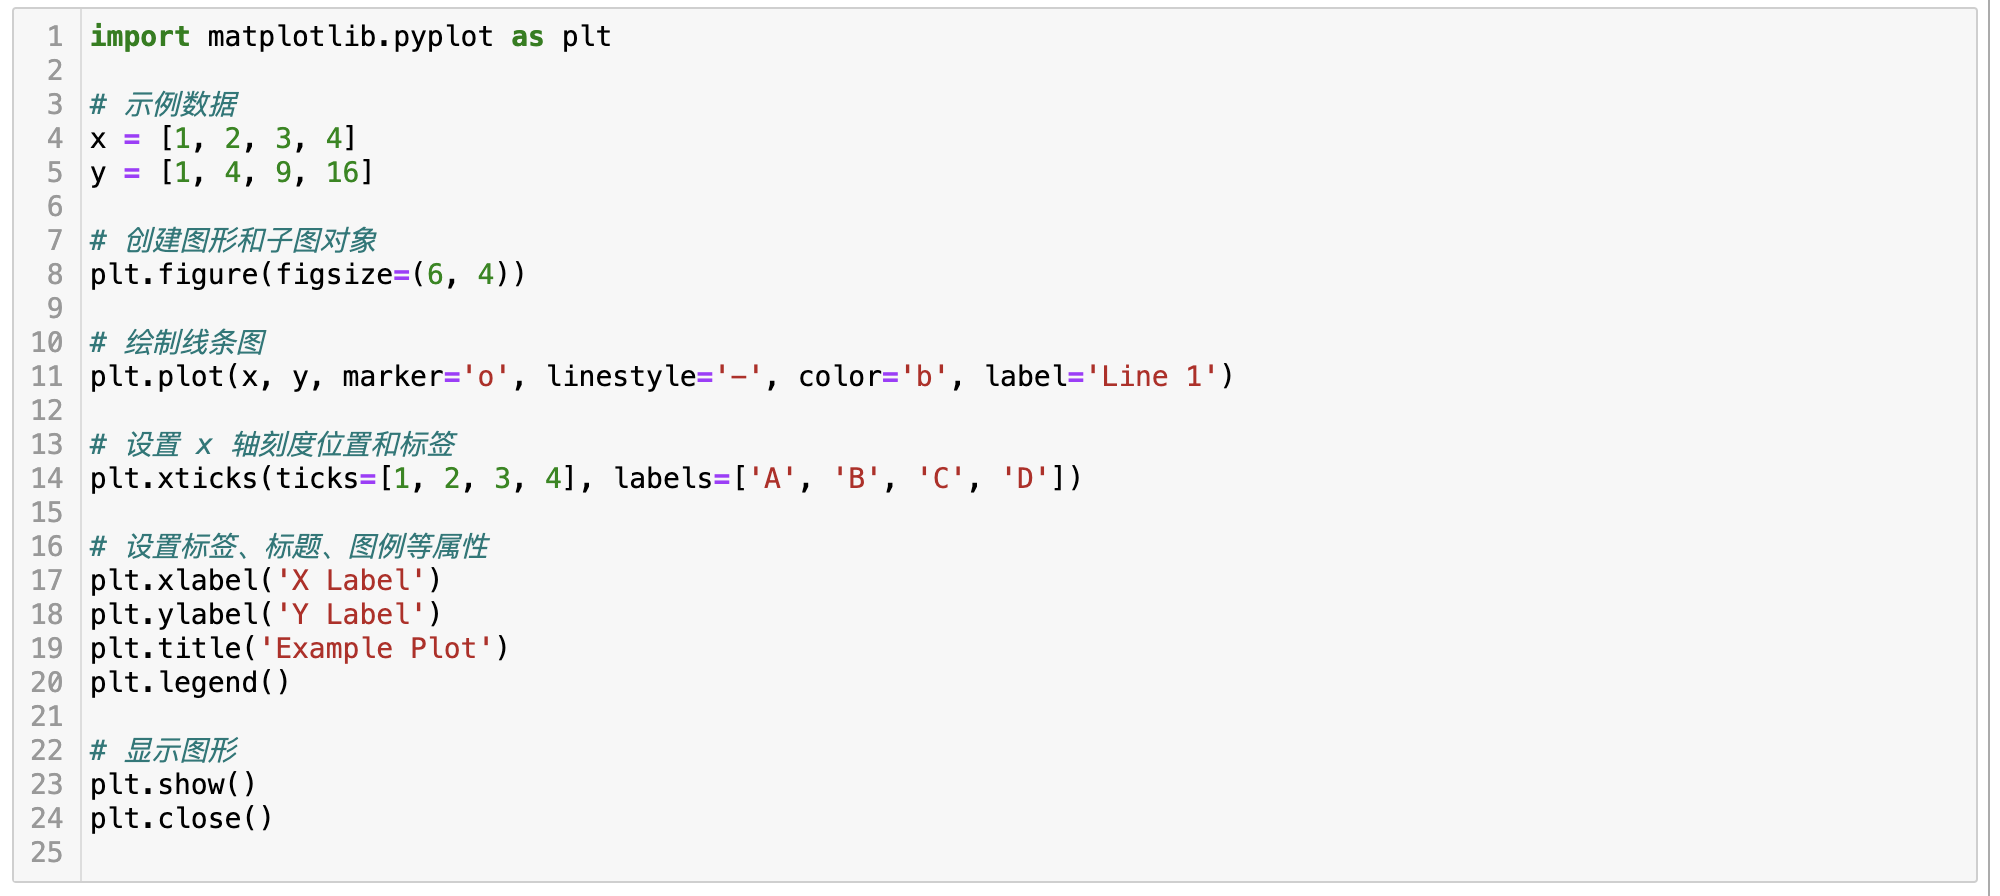 1 import matplotlib.pyplot as plt
2
3 # 示例数据
4 x = [1, 2, 3, 4]
5 y = [1, 4, 9, 16]
6
7 # 创建图形和子图对象
8 plt.figure(figsize=(6, 4))
9
10 # 绘制线条图
11 plt.plot(x, y, marker='o', linestyle='-', color='b', label='Line 1')
12
13 # 设置 x 轴刻度位置和标签
14 plt.xticks(ticks=[1, 2, 3, 4], labels=['A', 'B', 'C', 'D'])
15
16 # 设置标签、标题、图例等属性
17 plt.xlabel('X Label')
18 plt.ylabel('Y Label')
19 plt.title('Example Plot')
20 plt.legend()
21
22 # 显示图形
23 plt.show()
24 plt.close()
25